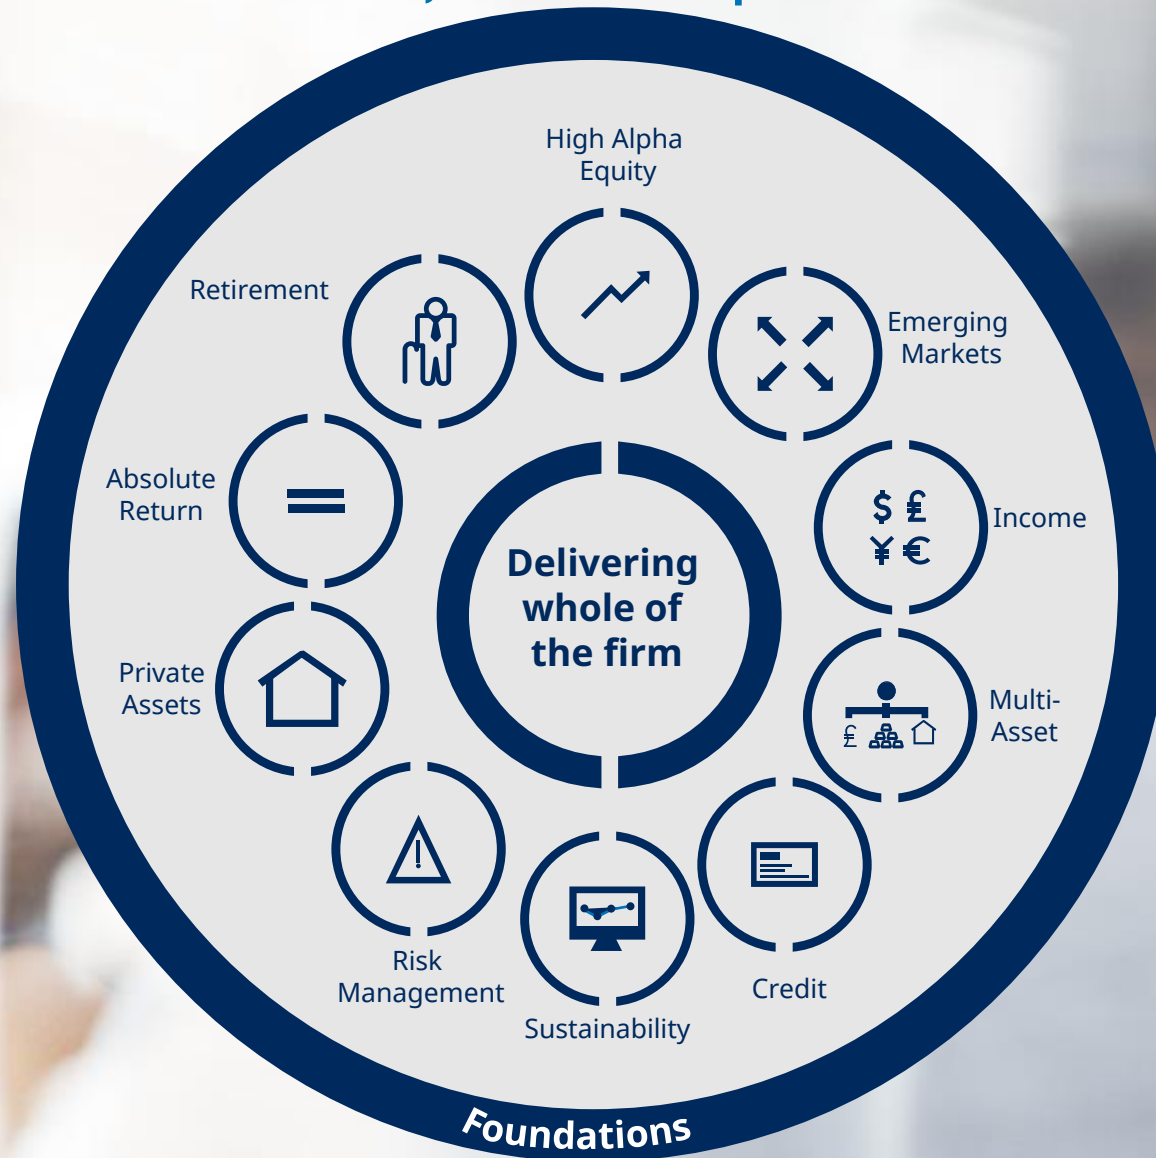 High Alpha
Equity
Retirement
Emerging
Markets
$ £
¥ €
Income
Absolute
Return
Delivering
whole of
the firm
Private
Assets
Multi-
Asset
£
!
Risk
Management
Credit
Sustainability
Foundations